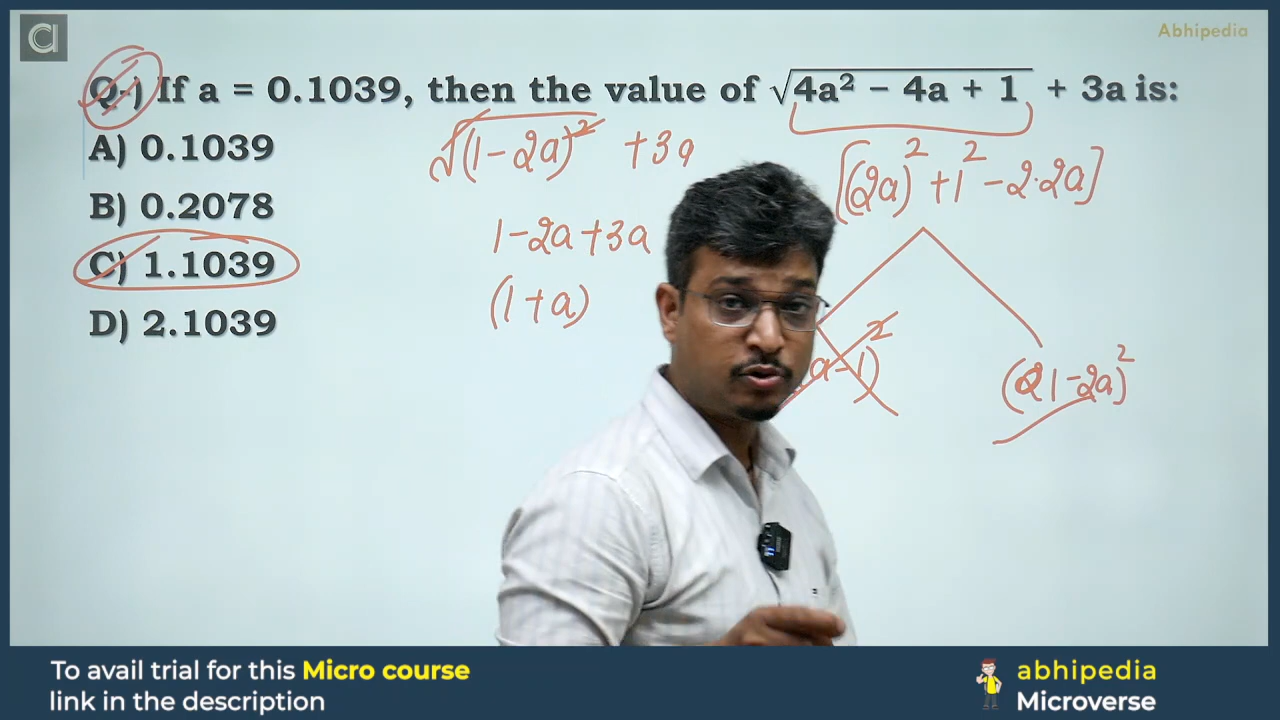 Abhipedia
Q-) If a = 0.1039, then the value of √4a² − 4a + 1 + 3a is:
A) 0.1039
B) 0.2078
C) 1.1039
D) 2.1039
√(1-2a)² +3a
1-2a+3a
(1+a)
[(2a)² +1² -2·2a]
a-1)²
(1-2a)²
To avail trial for this Micro course
link in the description
abhipedia
Microverse